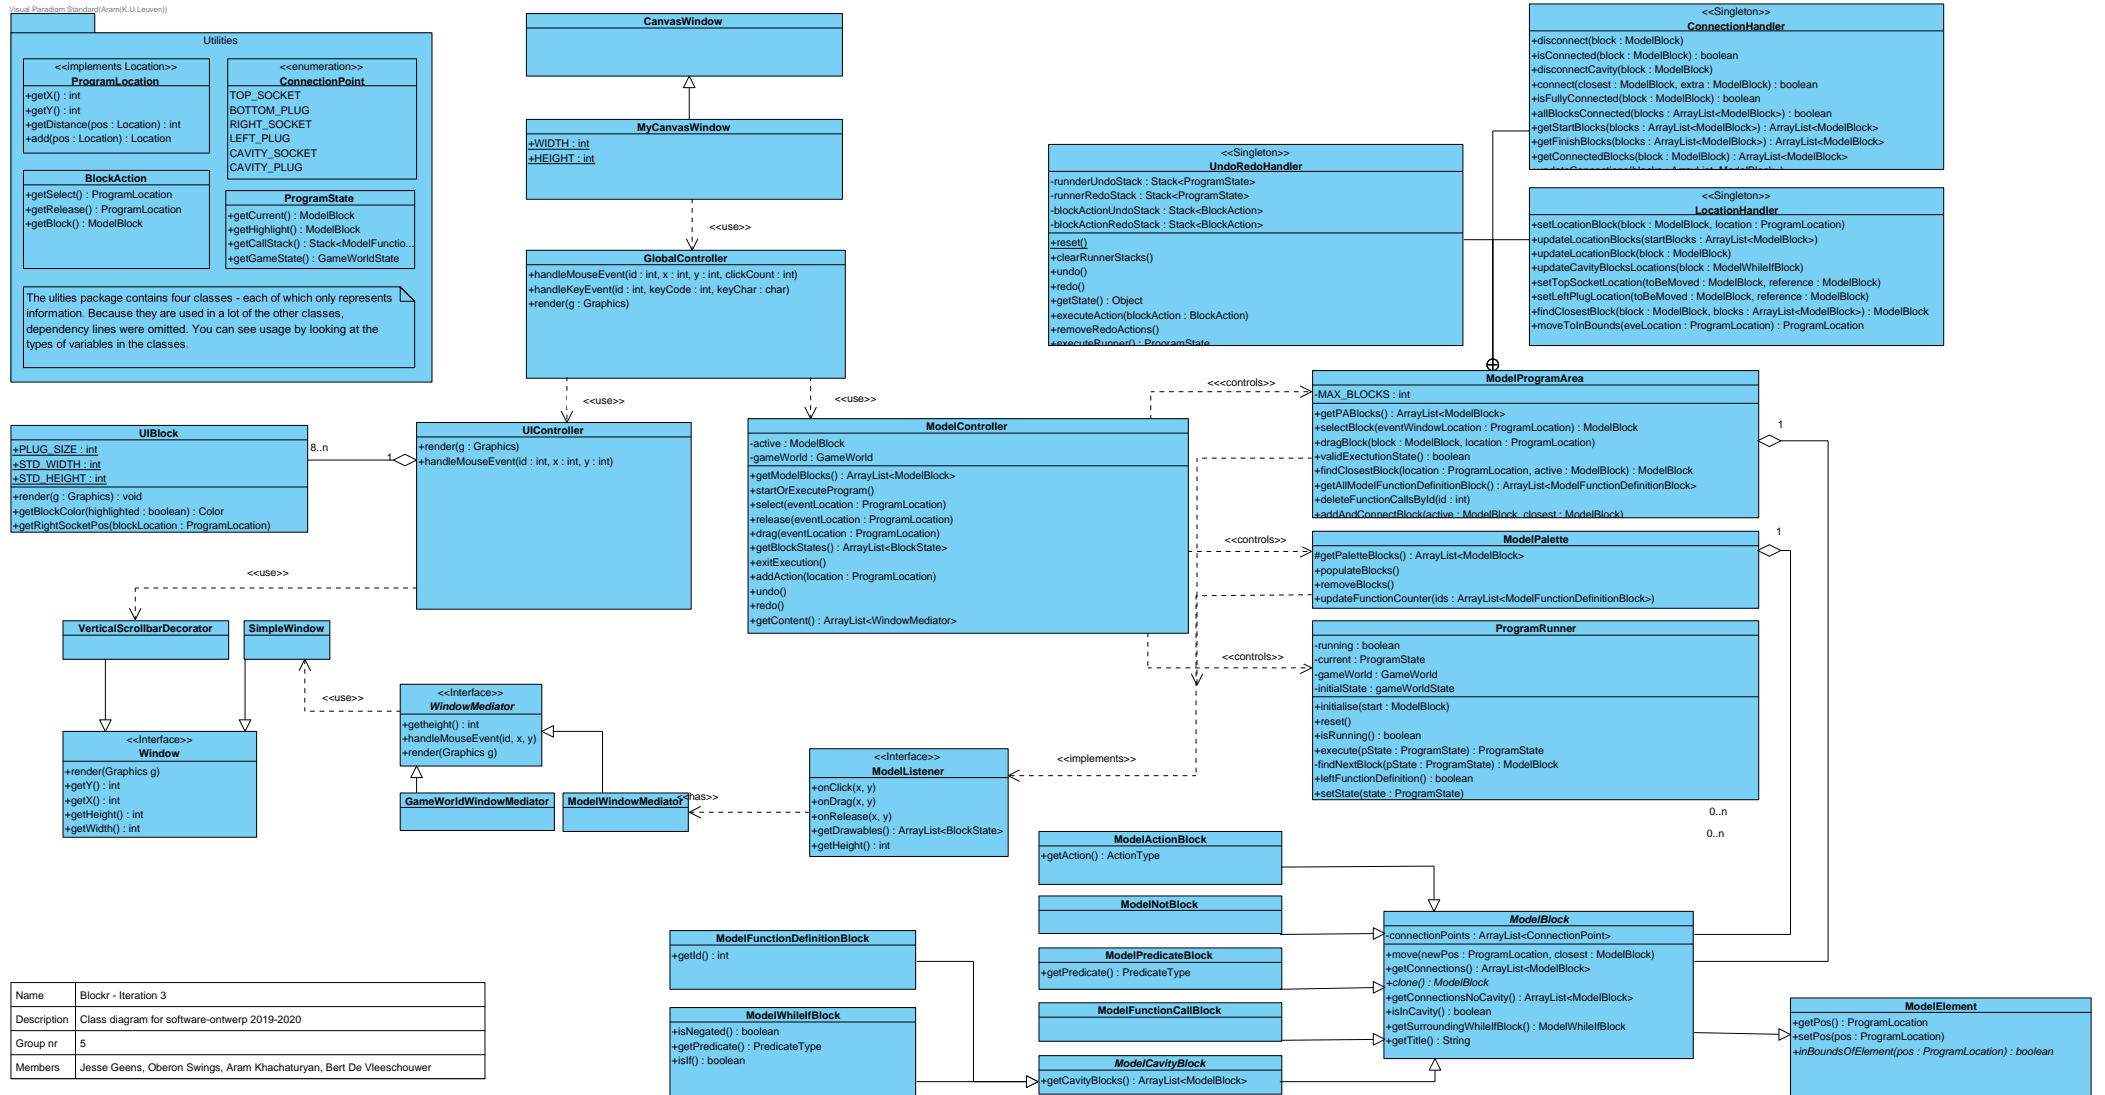 Visual Paradigm Standard(Aram(K.U.Leuven))
Utilities
<<implements Location>>
ProgramLocation
+getX() : int
+getY() : int
+getDistance(pos : Location) : int
+add(pos : Location) : Location
<<enumeration>>
ConnectionPoint
TOP_SOCKET
BOTTOM_PLUG
RIGHT_SOCKET
LEFT_PLUG
CAVITY_SOCKET
CAVITY_PLUG
BlockAction
+getSelect() : ProgramLocation
+getRelease() : ProgramLocation
+getBlock() : ModelBlock
ProgramState
+getCurrent() : ModelBlock
+getHighlight() : ModelBlock
+getCallStack() : Stack<ModelFunctio...
+getGameState() : GameWorldState
The ulities package contains four classes - each of which only represents
information. Because they are used in a lot of the other classes,
dependency lines were omitted. You can see usage by looking at the
types of variables in the classes.
CanvasWindow
MyCanvasWindow
+WIDTH : int
+HEIGHT : int
<<use>>
GlobalController
+handleMouseEvent(id : int, x : int, y : int, clickCount : int)
+handleKeyEvent(id : int, keyCode : int, keyChar : char)
+render(g : Graphics)
<<use>>
<<use>>
<<Singleton>>
UndoRedoHandler
-runnderUndoStack : Stack<ProgramState>
-runnerRedoStack : Stack<ProgramState>
-blockActionUndoStack : Stack<BlockAction>
-blockActionRedoStack : Stack<BlockAction>
+reset()
+clearRunnerStacks()
+undo()
+redo()
+getState() : Object
+executeAction(blockAction : BlockAction)
+removeRedoActions()
+executeRunner() : ProgramState
<<Singleton>>
ConnectionHandler
+disconnect(block : ModelBlock)
+isConnected(block : ModelBlock) : boolean
+disconnectCavity(block : ModelBlock)
+connect(closest : ModelBlock, extra : ModelBlock) : boolean
+isFullyConnected(block : ModelBlock) : boolean
+allBlocksConnected(blocks : ArrayList<ModelBlock>) : boolean
+getStartBlocks(blocks : ArrayList<ModelBlock>) : ArrayList<ModelBlock>
+getFinishBlocks(blocks : ArrayList<ModelBlock>) : ArrayList<ModelBlock>
+getConnectedBlocks(block : ModelBlock) : ArrayList<ModelBlock>
<<Singleton>>
LocationHandler
+setLocationBlock(block : ModelBlock, location : ProgramLocation)
+updateLocationBlocks(startBlocks : ArrayList<ModelBlock>)
+updateLocationBlock(block : ModelBlock)
+updateCavityBlocksLocations(block : ModelWhileIfBlock)
+setTopSocketLocation(toBeMoved : ModelBlock, reference : ModelBlock)
+setLeftPlugLocation(toBeMoved : ModelBlock, reference : ModelBlock)
+findClosestBlock(block : ModelBlock, blocks : ArrayList<ModelBlock>) : ModelBlock
+moveToInBounds(eveLocation : ProgramLocation) : ProgramLocation
UIBlock
+PLUG_SIZE : int
+STD_WIDTH : int
+STD_HEIGHT : int
+render(g : Graphics) : void
+getBlockColor(highlighted : boolean) : Color
+getRightSocketPos(blockLocation : ProgramLocation)
8..n
1
UIController
+render(g : Graphics)
+handleMouseEvent(id : int, x : int, y : int)
<<use>>
ModelController
-active : ModelBlock
-gameWorld : GameWorld
+getModelBlocks() : ArrayList<ModelBlock>
+startOrExecuteProgram()
+select(eventLocation : ProgramLocation)
+release(eventLocation : ProgramLocation)
+drag(eventLocation : ProgramLocation)
+getBlockStates() : ArrayList<BlockState>
+exitExecution()
+addAction(location : ProgramLocation)
+undo()
+redo()
+getContent() : ArrayList<WindowMediator>
<<<controls>>
<<controls>>
<<controls>>
ModelProgramArea
-MAX_BLOCKS : int
+getPABlocks() : ArrayList<ModelBlock>
+selectBlock(eventWindowLocation : ProgramLocation) : ModelBlock
+dragBlock(block : ModelBlock, location : ProgramLocation)
+validExectutionState() : boolean
+findClosestBlock(location : ProgramLocation, active : ModelBlock) : ModelBlock
+getAllModelFunctionDefinitionBlock() : ArrayList<ModelFunctionDefinitionBlock>
+deleteFunctionCallsById(id : int)
+addAndConnectBlock(active : ModelBlock, closest : ModelBlock)
1
ModelPalette
#getPaletteBlocks() : ArrayList<ModelBlock>
+populateBlocks()
+removeBlocks()
+updateFunctionCounter(ids : ArrayList<ModelFunctionDefinitionBlock>)
1
ProgramRunner
-running : boolean
-current : ProgramState
-gameWorld : GameWorld
-initialState : gameWorldState
+initialise(start : ModelBlock)
+reset()
+isRunning() : boolean
+execute(pState : ProgramState) : ProgramState
-findNextBlock(pState : ProgramState) : ModelBlock
+leftFunctionDefinition() : boolean
+setState(state : ProgramState)
0..n
0..n
VerticalScrollbarDecorator
SimpleWindow
<<use>>
<<Interface>>
Window
+render(Graphics g)
+getY() : int
+getX() : int
+getHeight() : int
+getWidth() : int
<<Interface>>
WindowMediator
+getheight() : int
+handleMouseEvent(id, x, y)
+render(Graphics g)
GameWorldWindowMediator
ModelWindowMediator
<<has>>
<<Interface>>
ModelListener
+onClick(x, y)
+onDrag(x, y)
+onRelease(x, y)
+getDrawables() : ArrayList<BlockState>
+getHeight() : int
<<implements>>
ModelActionBlock
+getAction() : ActionType
ModelNotBlock
ModelPredicateBlock
+getPredicate() : PredicateType
ModelFunctionCallBlock
ModelCavityBlock
+getCavityBlocks() : ArrayList<ModelBlock>
ModelFunctionDefinitionBlock
+getId() : int
ModelWhileIfBlock
+isNegated() : boolean
+getPredicate() : PredicateType
+isIf() : boolean
ModelBlock
-connectionPoints : ArrayList<ConnectionPoint>
+move(newPos : ProgramLocation, closest : ModelBlock)
+getConnections() : ArrayList<ModelBlock>
+clone() : ModelBlock
+getConnectionsNoCavity() : ArrayList<ModelBlock>
+isInCavity() : boolean
+getSurroundingWhileIfBlock() : ModelWhileIfBlock
+getTitle() : String
ModelElement
+getPos() : ProgramLocation
+setPos(pos : ProgramLocation)
+inBoundsOfElement(pos : ProgramLocation) : boolean
Name Blockr - Iteration 3
Description Class diagram for software-ontwerp 2019-2020
Group nr 5
Members Jesse Geens, Oberon Swings, Aram Khachaturyan, Bert De Vleeschouwer